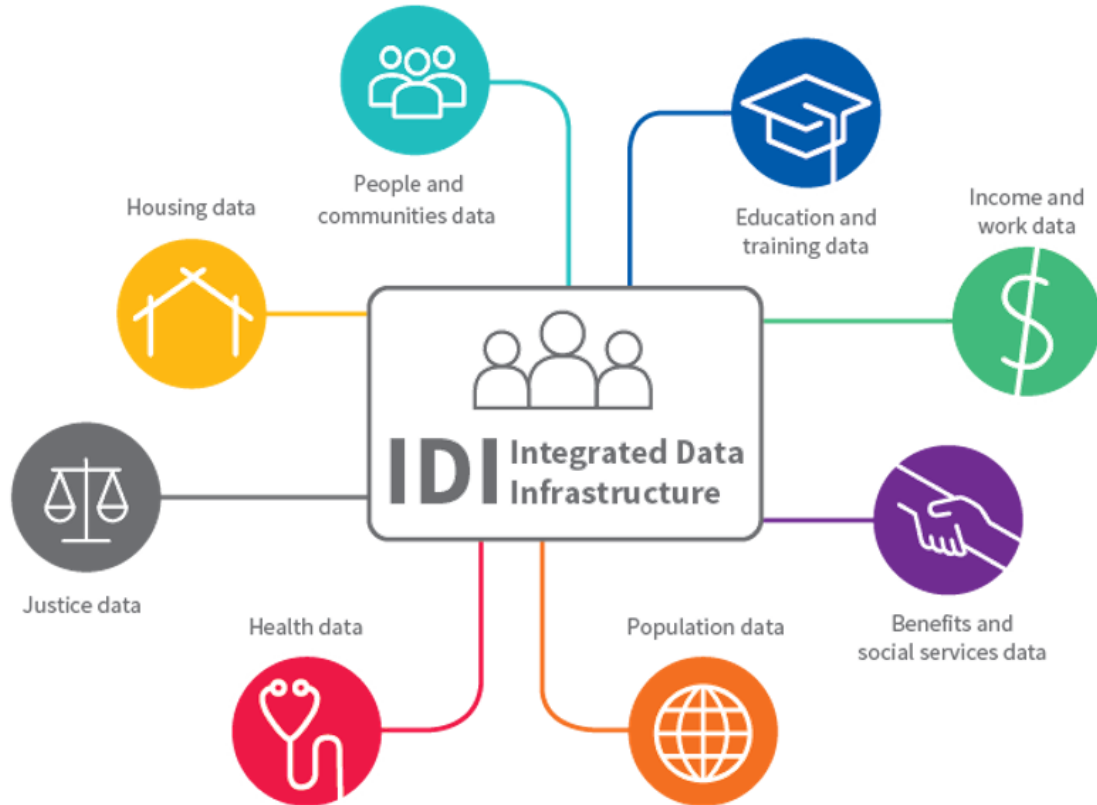 People and
communities data
Education and
training data
Housing data
Income and
work data
IDI Integrated Data
Infrastructure
Justice data
Health data
Population data
Benefits and
social services data